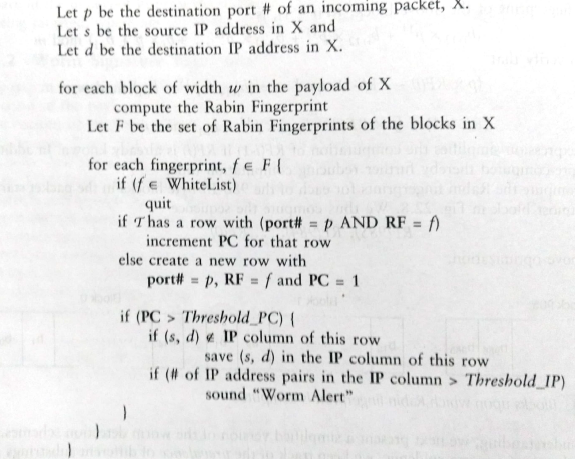 Let p be the destination port # of an incoming packet, X.
Let s be the source IP address in X and
Let d be the destination IP address in X.
for each block of width w in the payload of X
compute the Rabin Fingerprint
Let F be the set of Rabin Fingerprints of the blocks in X
for each fingerprint, f ∈ F {
if (f ∈ WhiteList)
quit
if T has a row with (port# = p AND RF = f)
increment PC for that row
else create a new row with
port# = p, RF = f and PC = 1
if (PC > Threshold_PC) {
if (s, d) ∉ IP column of this row
save (s, d) in the IP column of this row
if (# of IP address pairs in the IP column > Threshold_IP)
sound “Worm Alert”
}
}
}